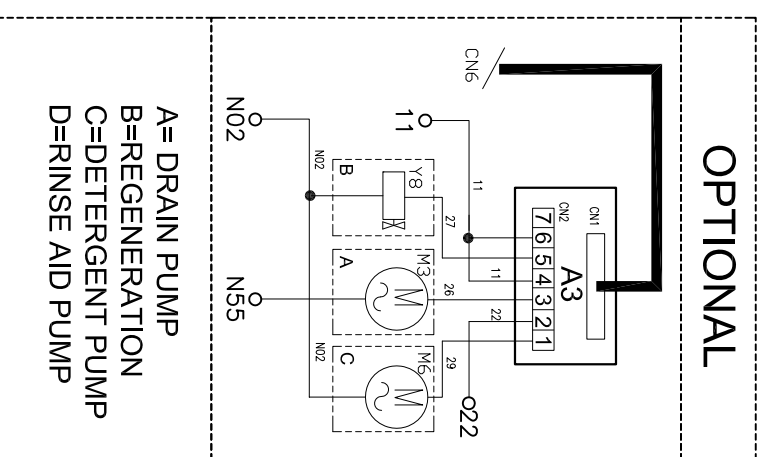 OPTIONAL
CN6
11
CN1
CN2
7 6 5 4 3 2 1
A3
11
27
11
26
22
29
22
N02
N02
B
Y8
A
M3
M
C
M6
M
N02
N55
A= DRAIN PUMP
B=REGENERATION
C=DETERGENT PUMP
D=RINSE AID PUMP